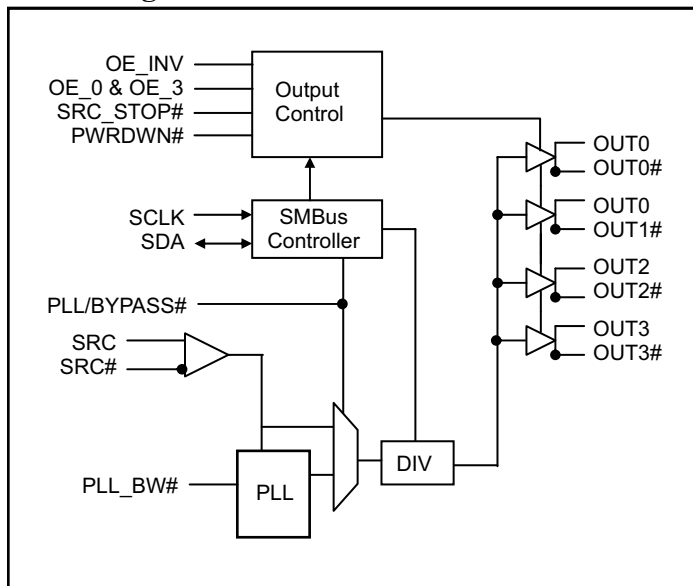 OE_INV
OE_0 & OE_3
SRC_STOP#
PWRDWN#
Output
Control
SCLK
SDA
SMBus
Controller
PLL/BYPASS#
SRC
SRC#
PLL_BW#
PLL
DIV
OUT0
OUT0#
OUT0
OUT1#
OUT2
OUT2#
OUT3
OUT3#